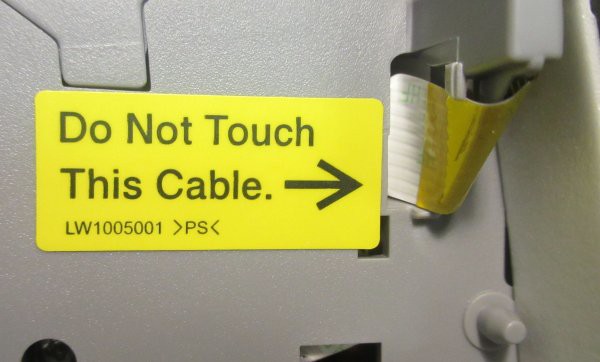 Do Not Touch
This Cable. →
LW1005001 >PS<